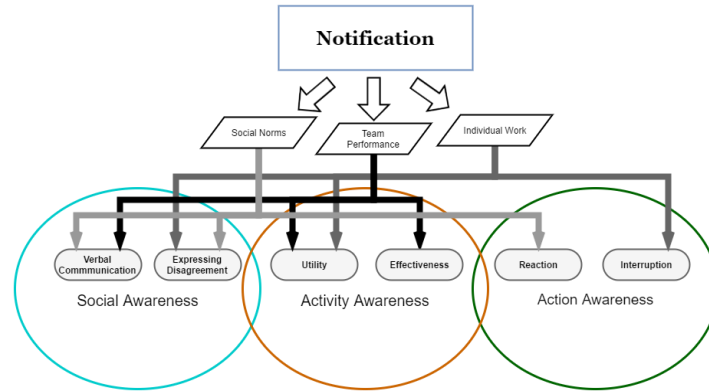 Notification
Social Norms
Team
Performance
Individual Work
Verbal
Commmunication
Expressing
Disagreement
Utility
Effectiveness
Reaction
Interruption
Social Awareness
Activity Awareness
Action Awareness